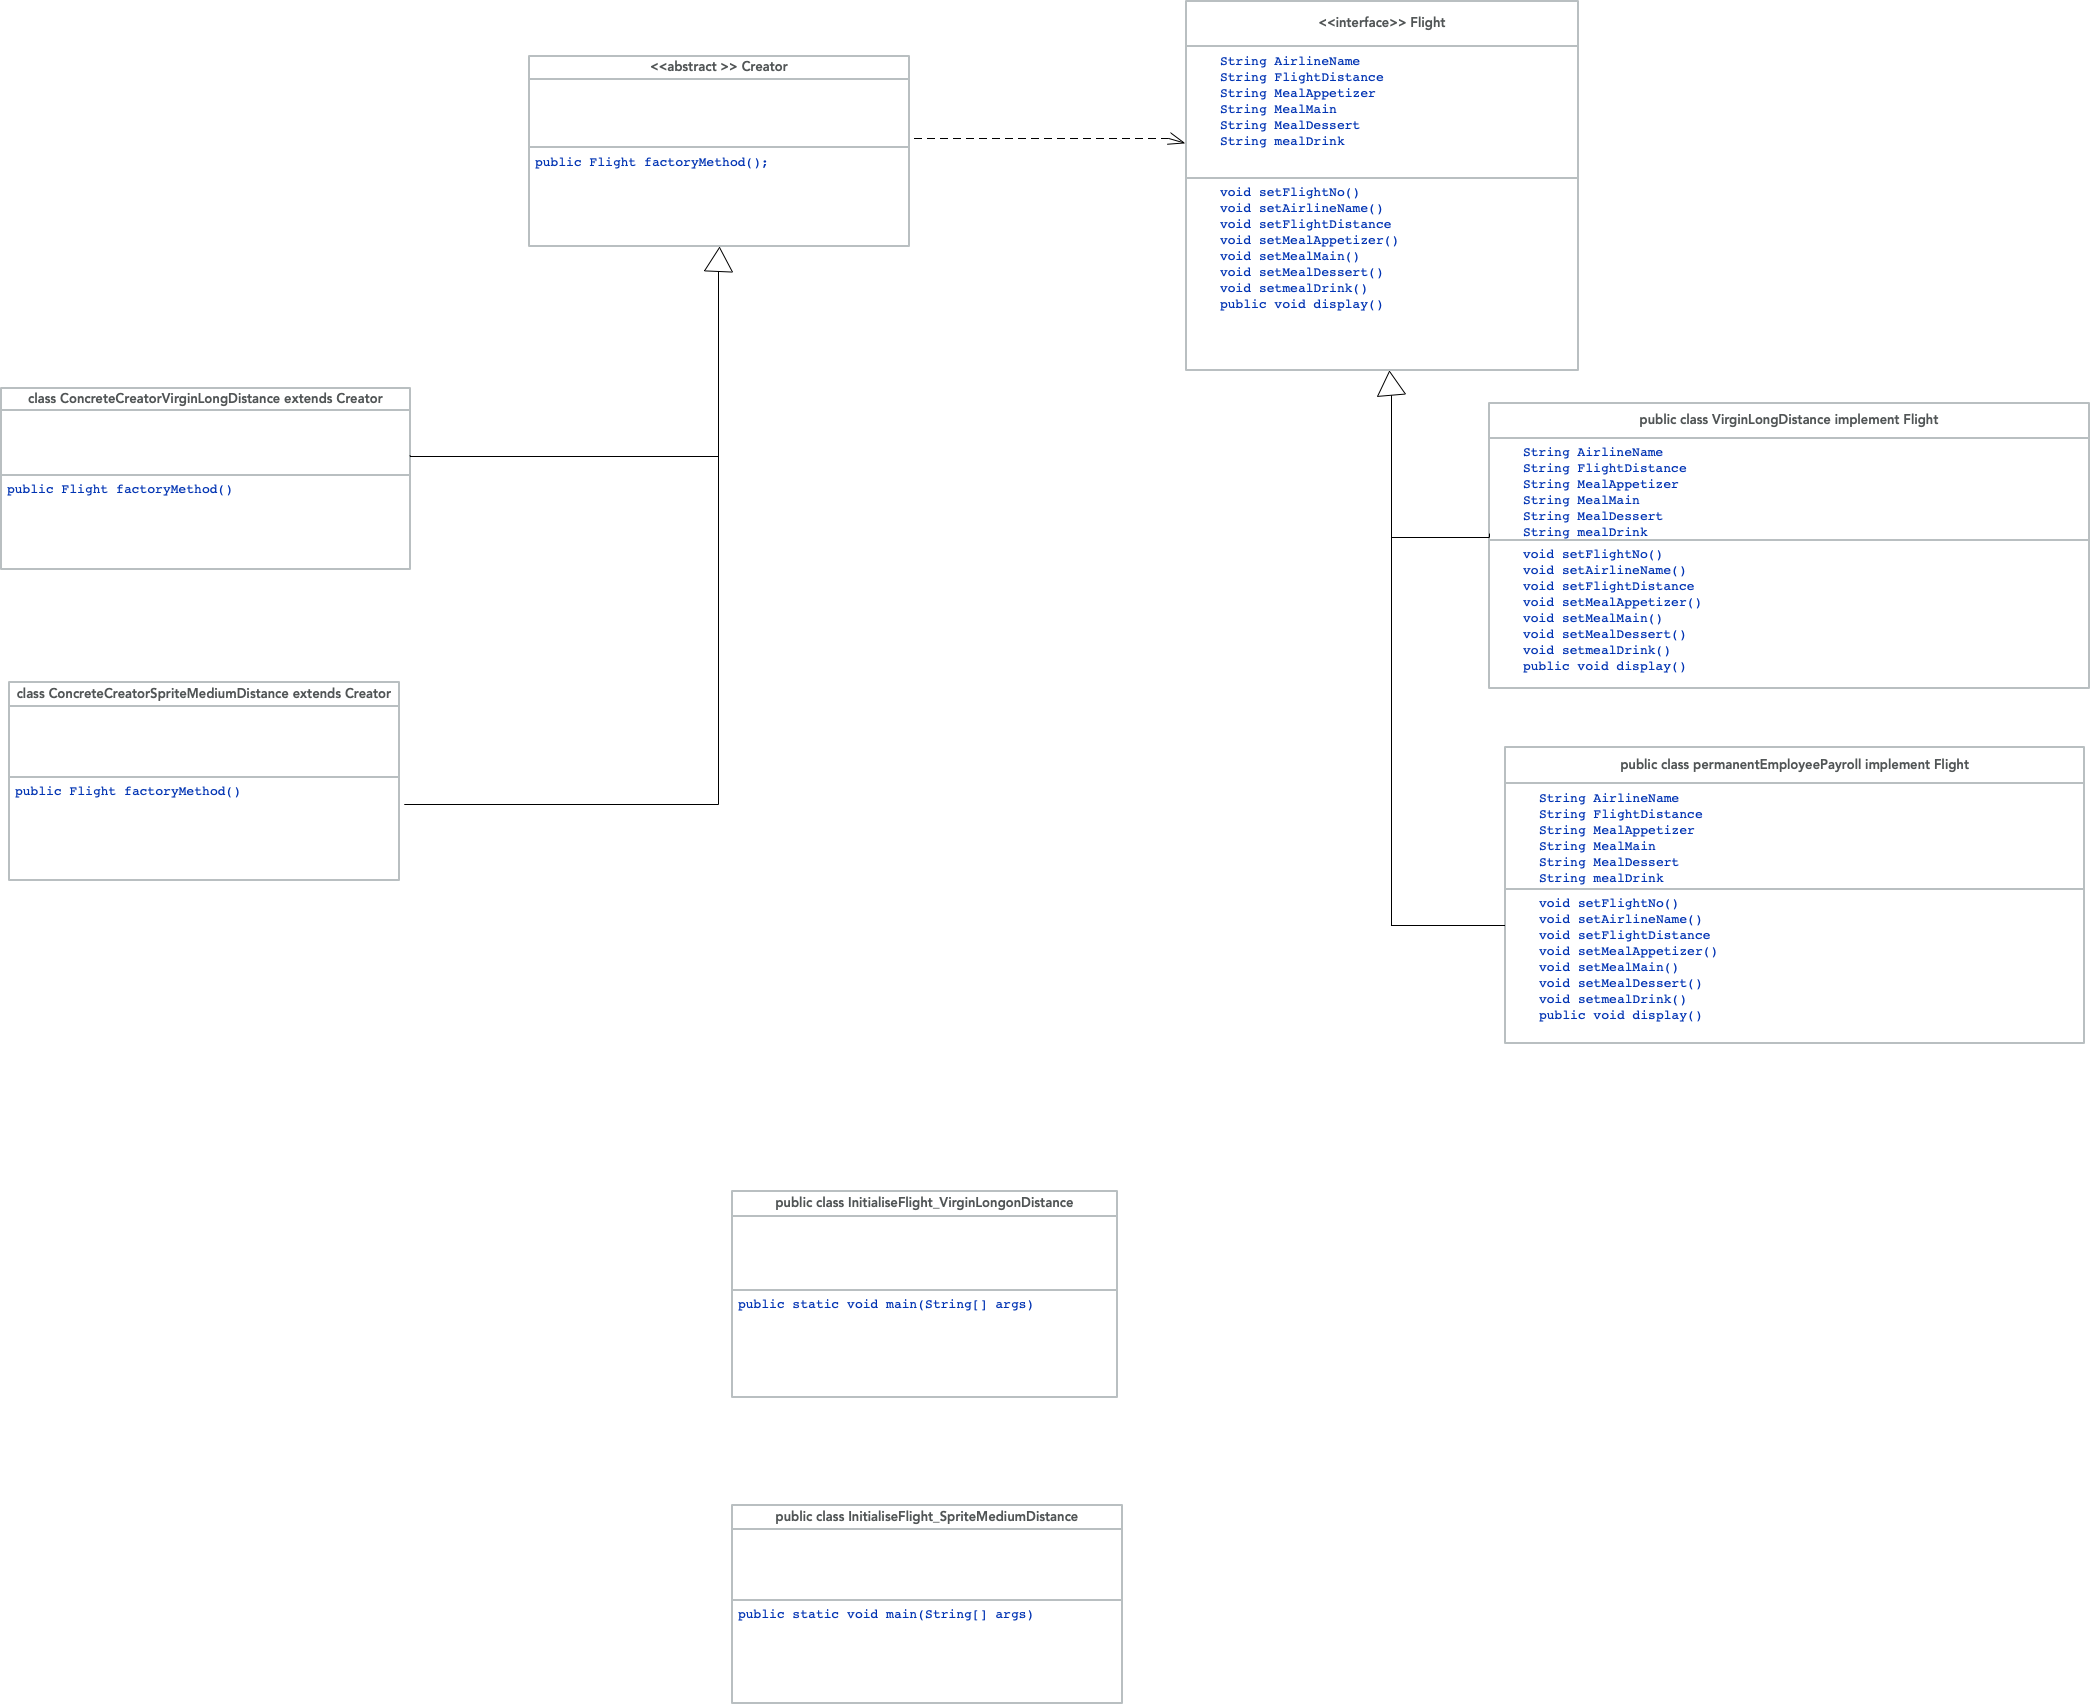 <<interface>> Flight
String AirlineName
String FlightDistance
String MealAppetizer
String MealMain
String MealDessert
String mealDrink
void setFlightNo()
void setAirlineName()
void setFlightDistance
void setMealAppetizer()
void setMealMain()
void setMealDessert()
void setmealDrink()
public void display()
<<abstract >> Creator
public Flight factoryMethod();
class ConcreteCreatorVirginLongDistance extends Creator
public Flight factoryMethod()
class ConcreteCreatorSpriteMediumDistance extends Creator
public Flight factoryMethod()
public class VirginLongDistance implement Flight
String AirlineName
String FlightDistance
String MealAppetizer
String MealMain
String MealDessert
String mealDrink
void setFlightNo()
void setAirlineName()
void setFlightDistance
void setMealAppetizer()
void setMealMain()
void setMealDessert()
void setmealDrink()
public void display()
public class permanentEmployeePayroll implement Flight
String AirlineName
String FlightDistance
String MealAppetizer
String MealMain
String MealDessert
String mealDrink
void setFlightNo()
void setAirlineName()
void setFlightDistance
void setMealAppetizer()
void setMealMain()
void setMealDessert()
void setmealDrink()
public void display()
public class InitialiseFlight_VirginLongonDistance
public static void main(String[] args)
public class InitialiseFlight_SpriteMediumDistance
public static void main(String[] args)